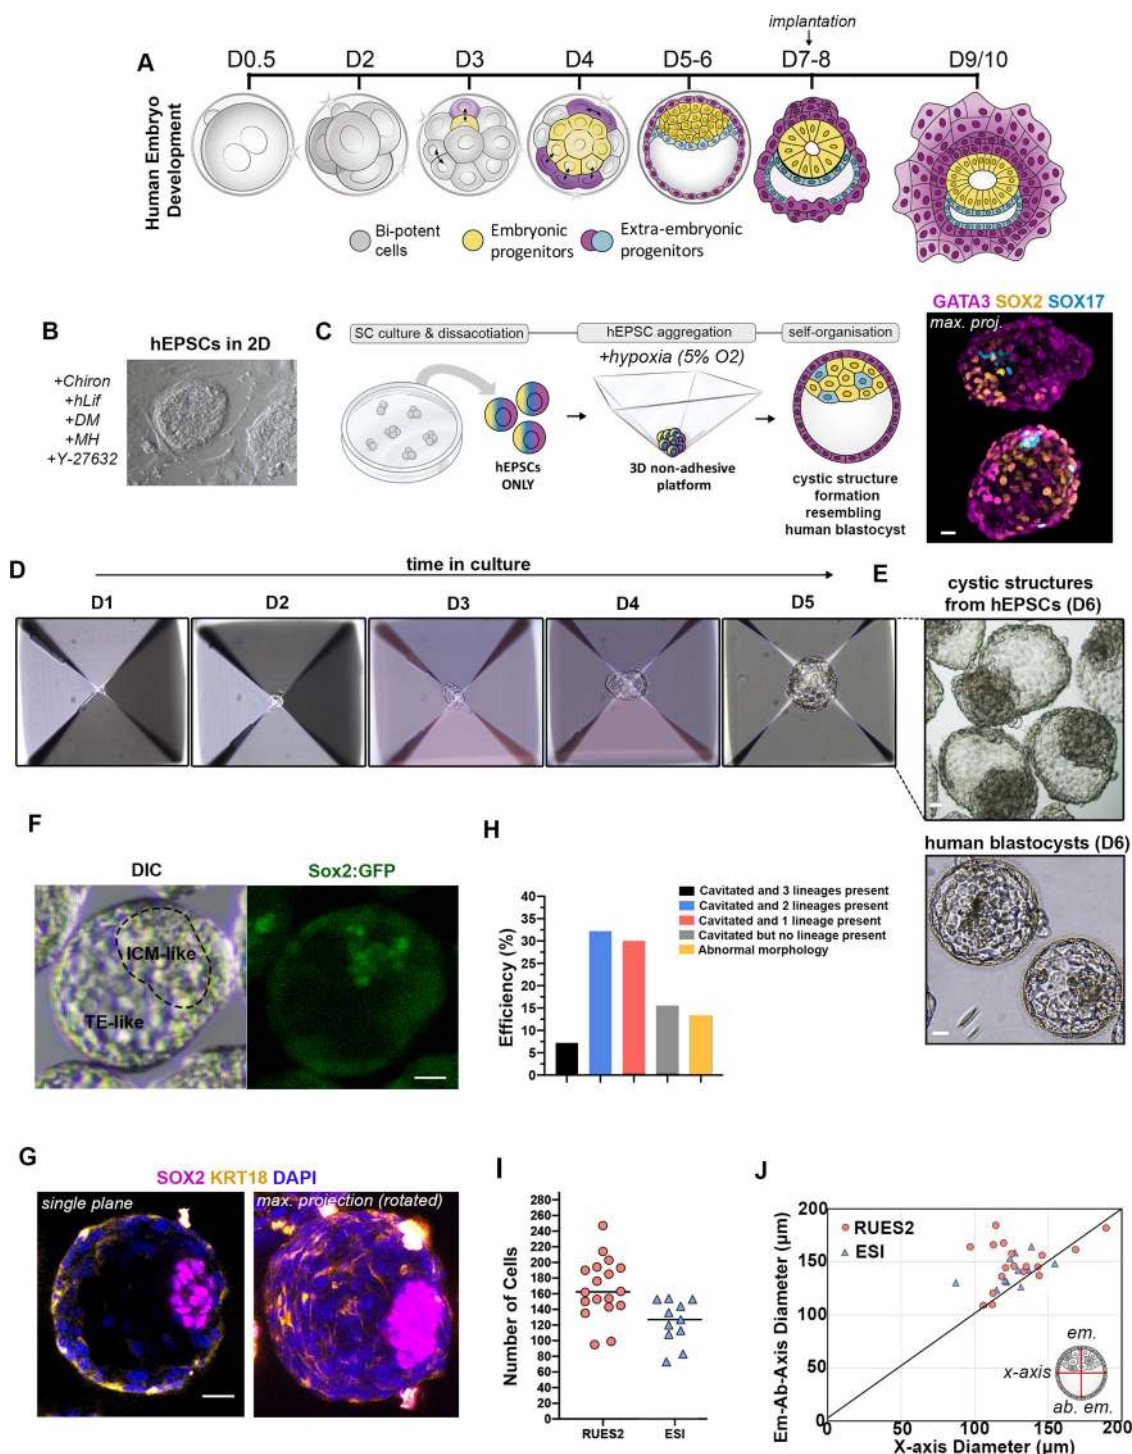 implantation
A
D0.5 D2 D3 D4 D5-6 D7-8 D9/10
Human Embryo
Development
Bi-potent
cells
Embryonic
progenitors
Extra-embryonic
progenitors
B
hEPSCs in 2D
+Chiron
+hLif
+DM
+MH
+Y-27632
C
SC culture & dissacotiation
hEPSC aggregation
self-organisation
+hypoxia (5% O2)
hEPSCs
ONLY
3D non-adhesive
platform
cystic structure
formation
resembling
human blastocyst
GATA3 SOX2 SOX17
max. proj.
D
time in culture
D1 D2 D3 D4 D5
E
cystic structures
from hEPSCs (D6)
human blastocysts (D6)
F
DIC
Sox2:GFP
ICM-like
TE-like
H
Efficiency (%)
40
35
30
25
20
15
10
5
0
Cavitated and 3 lineages present
Cavitated and 2 lineages present
Cavitated and 1 lineage present
Cavitated but no lineage present
Abnormal morphology
G
SOX2 KRT18 DAPI
single plane
max. projection (rotated)
I
Number of Cells
280
260
240
220
200
180
160
140
120
100
80
60
40
20
0
RUES2 ESI
J
Em-Ab-Axis Diameter (µm)
200
150
100
50
0
RUES2
ESI
em.
x-axis
ab. em.
0 50 100 150 200
X-axis Diameter (µm)